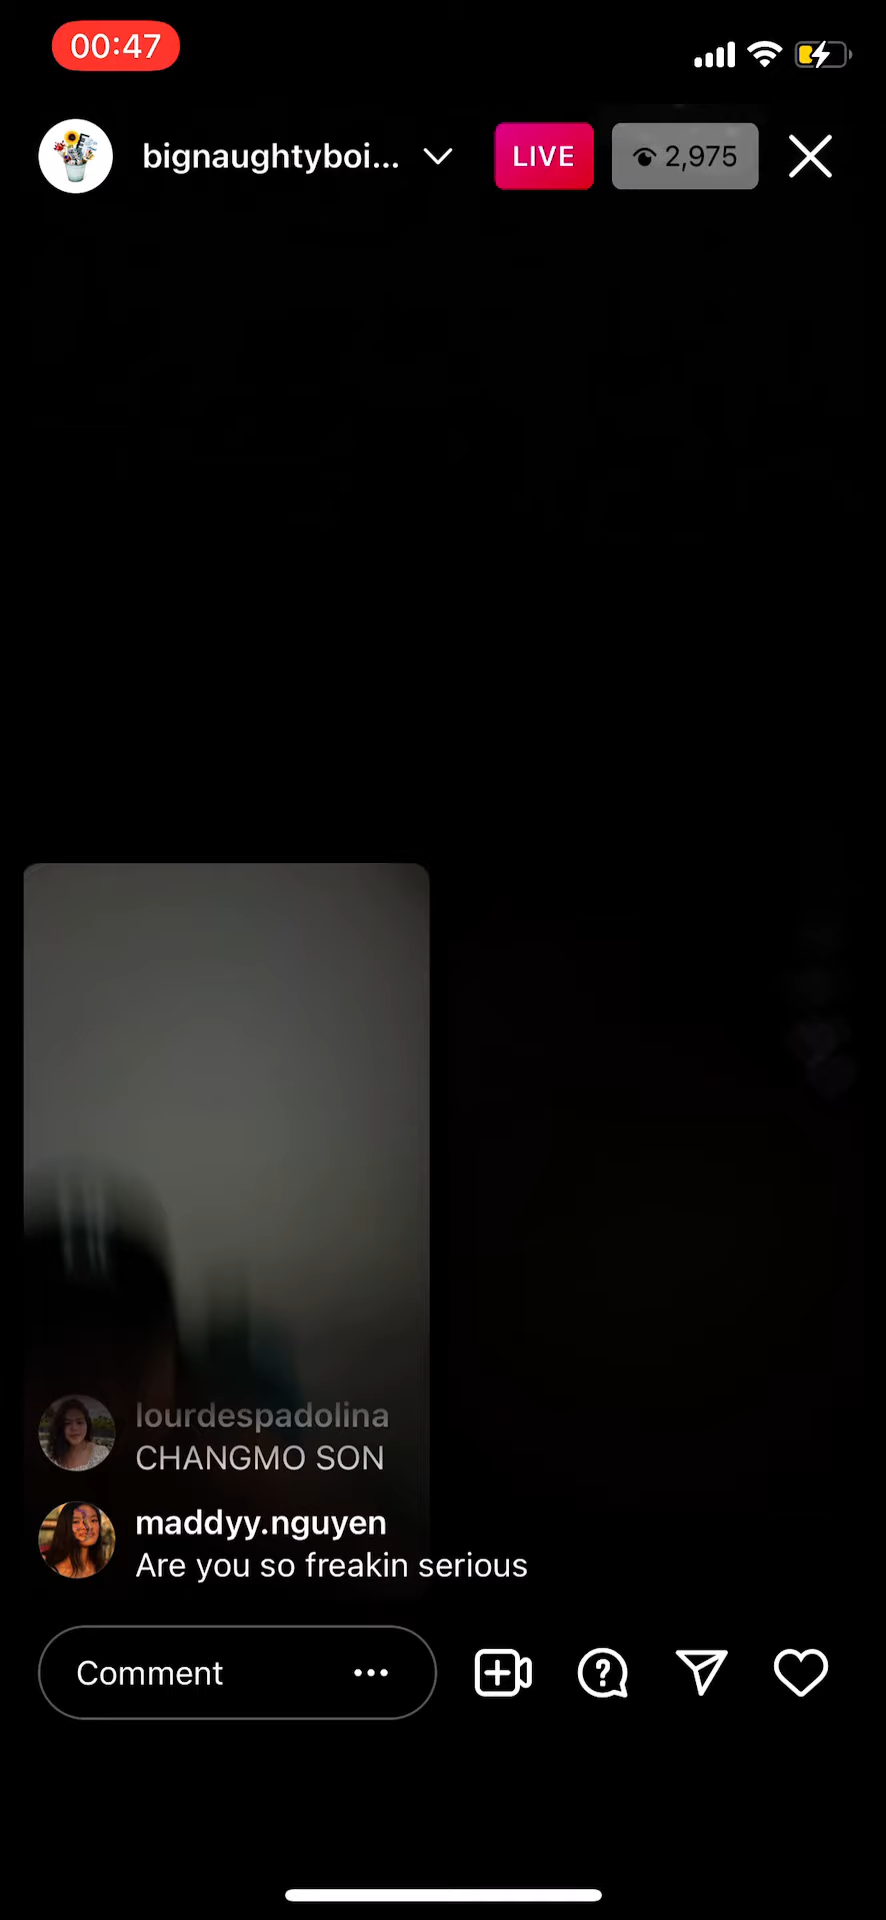 00:47
bignaughtyboi...
LIVE
2,975
lourdespadolina
CHANGMO SON
maddyy.nguyen
Are you so freakin serious
Comment